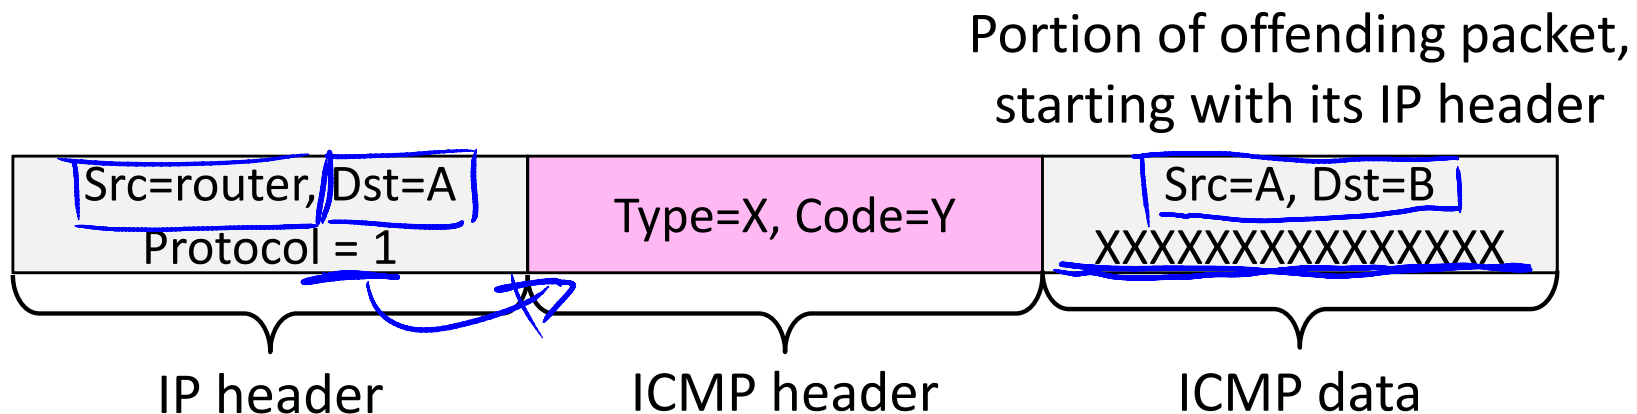 Portion of offending packet,
starting with its IP header
Src=router, Dst=A
Protocol = 1
Type=X, Code=Y
Src=A, Dst=B
XXXXXXXXXXXXXXX
IP header
ICMP header
ICMP data